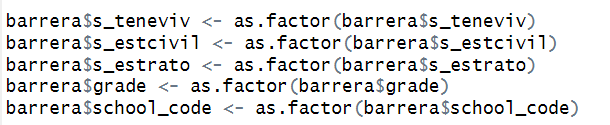 barrera$s_teneviv <- as.factor(barrera$s_teneviv)
barrera$s_estcivil <- as.factor(barrera$s_estcivil)
barrera$s_estrato <- as.factor(barrera$s_estrato)
barrera$grade <- as.factor(barrera$grade)
barrera$school_code <- as.factor(barrera$school_code)